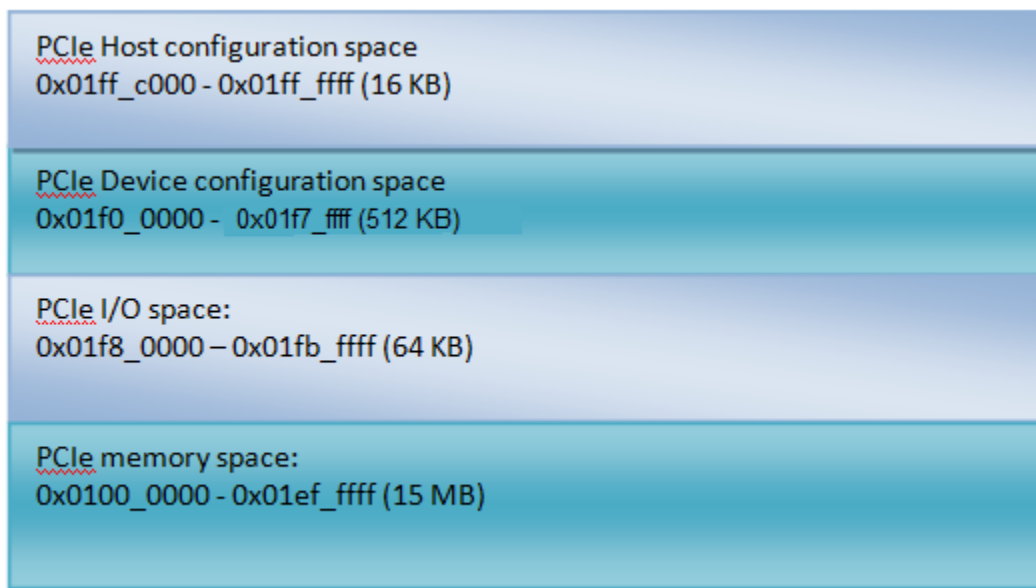 PCIe Host configuration space
0x01ff_c000 - 0x01ff_ffff (16 KB)
PCIe Device configuration space
0x01f0_0000 - 0x01f7_ffff (512 KB)
PCIe I/O space:
0x01f8_0000 – 0x01fb_ffff (64 KB)
PCIe memory space:
0x0100_0000 - 0x01ef_ffff (15 MB)